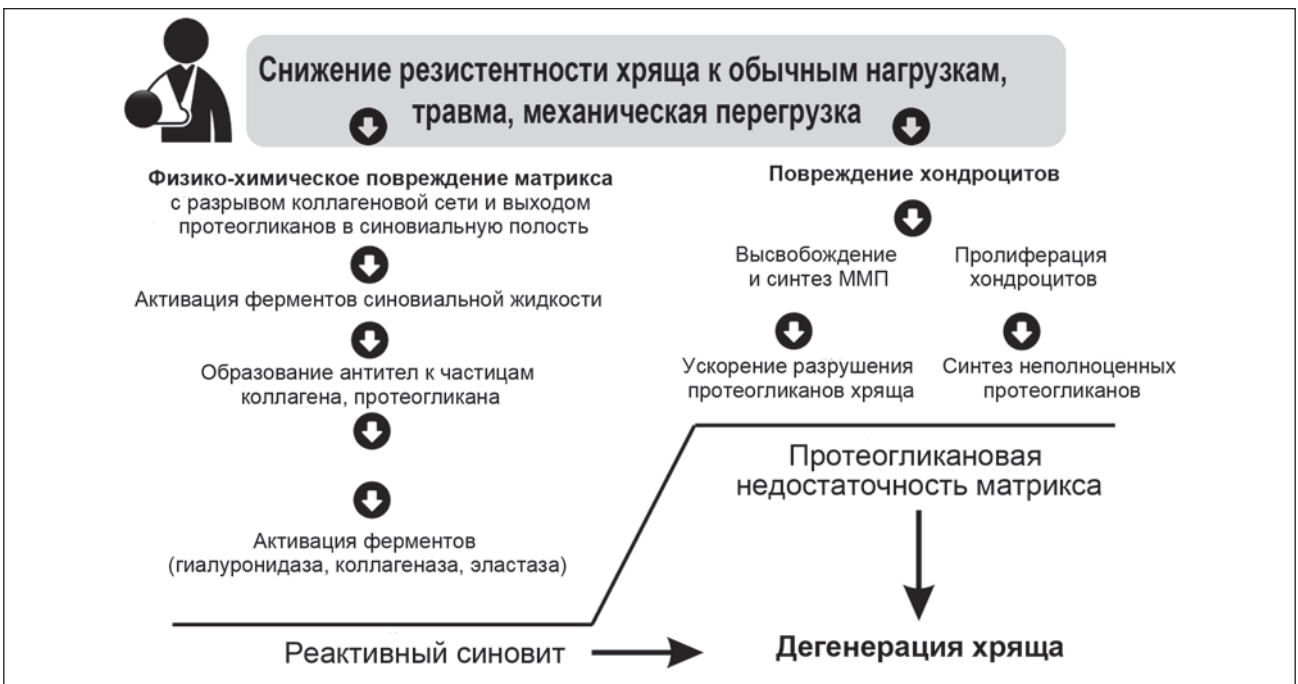 Снижение резистентности хряща к обычным нагрузкам,
травма, механическая перегрузка
Физико-химическое повреждение матрикса
с разрывом коллагеновой сети и выходом
протеогликанов в синовиальную полость
Активация ферментов синовиальной жидкости
Образование антител к частицам
коллагена, протеогликана
Активация ферментов
(гиалуронидаза, коллагеназа, эластаза)
Реактивный синовит
Повреждение хондроцитов
Высвобождение
и синтез ММП
Пролиферация
хондроцитов
Ускорение разрушения
протеогликанов хряща
Синтез неполноценных
протеогликанов
Протеогликановая
недостаточность матрикса
Дегенерация хряща